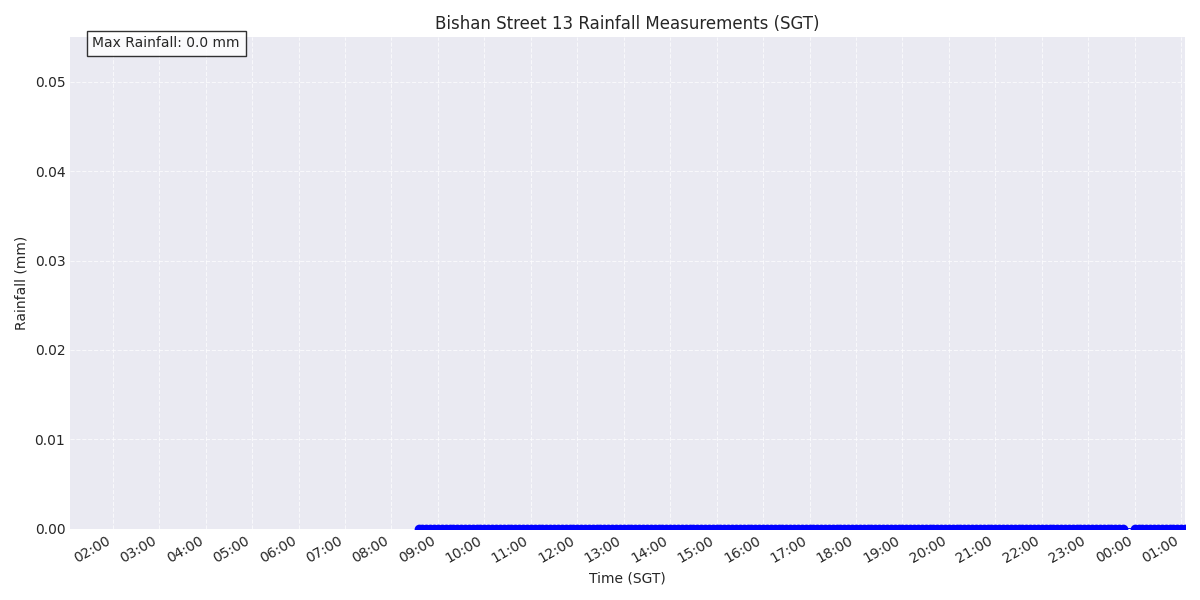 Bishan Street 13 Rainfall Measurements (SGT)
Max Rainfall: 0.0 mm
0.05
0.04
0.03
0.02
0.01
0.00
Rainfall (mm)
02:00 03:00 04:00 05:00 06:00 07:00 08:00 09:00 10:00 11:00 12:00 13:00 14:00 15:00 16:00 17:00 18:00 19:00 20:00 21:00 22:00 23:00 00:00 01:00
Time (SGT)